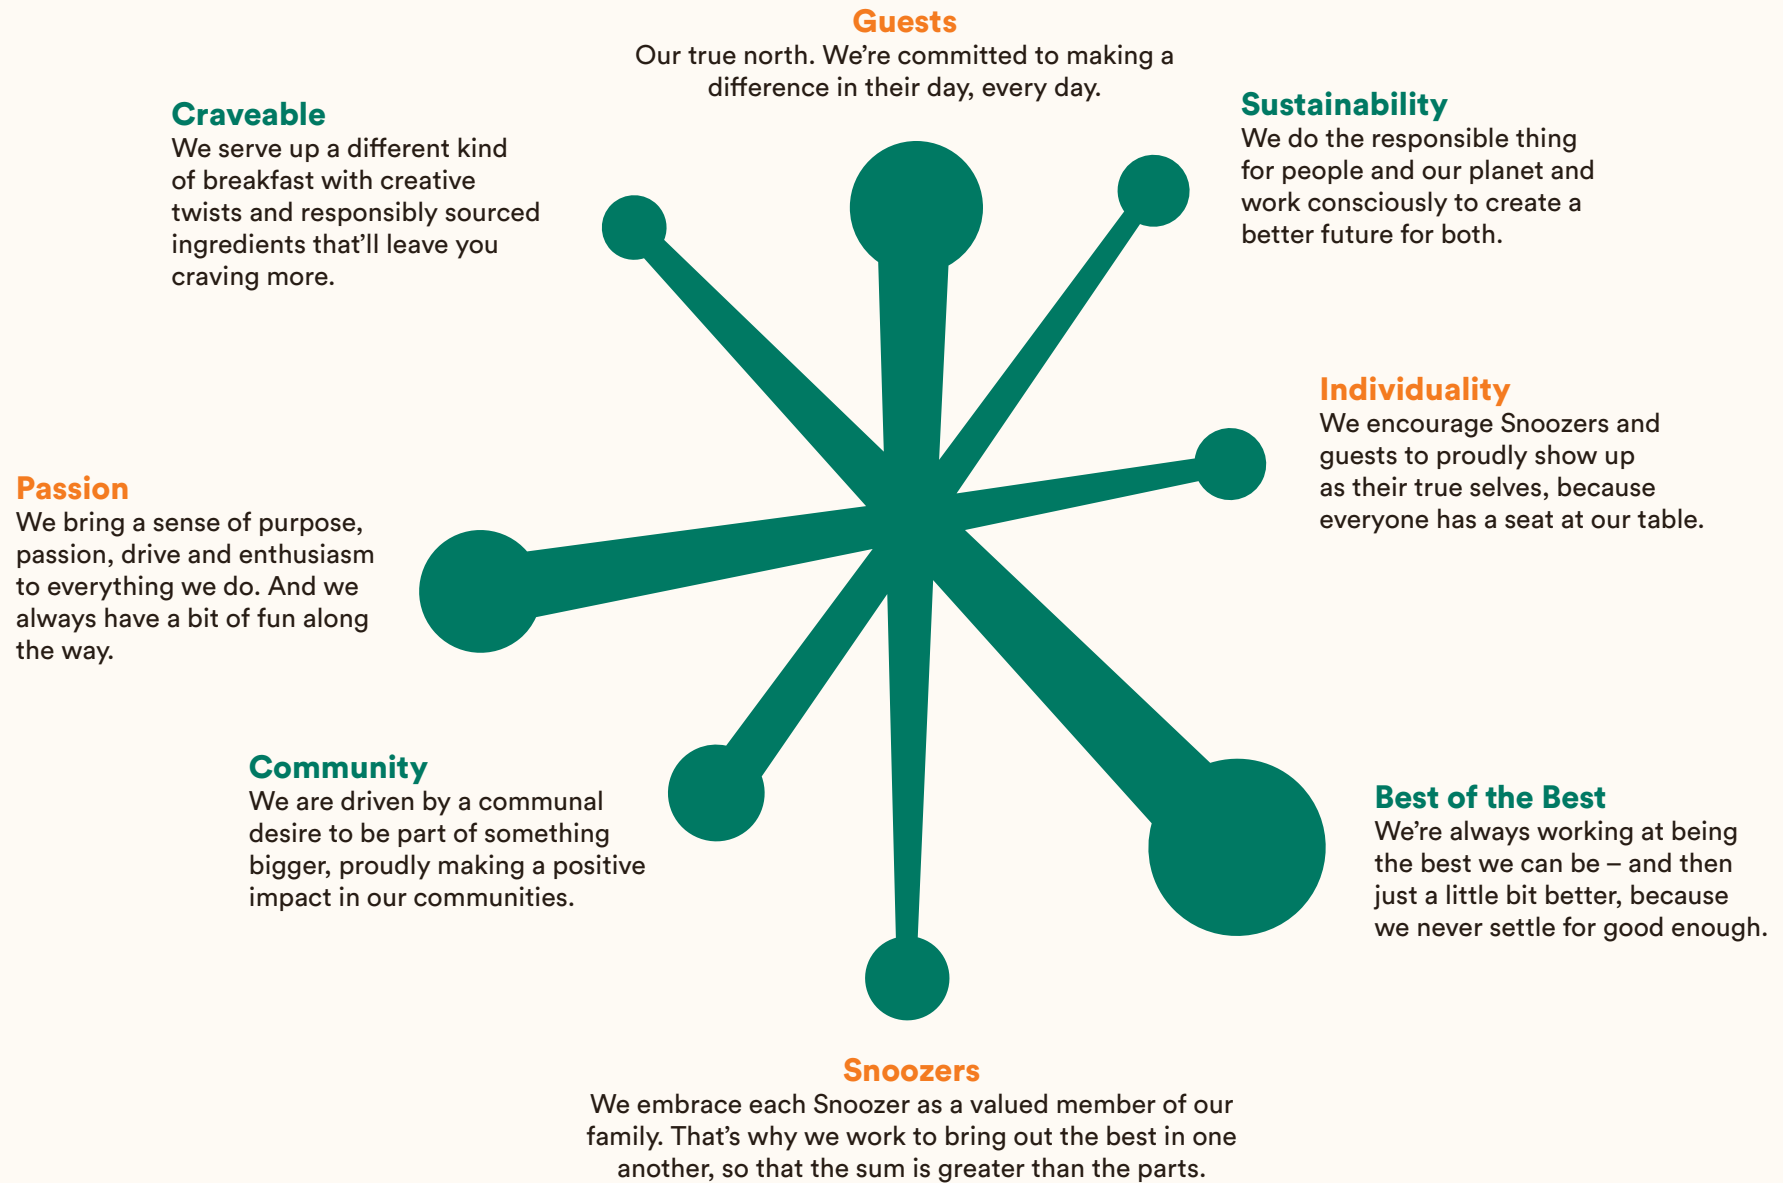 Guests
Our true north. We’re committed to making a
difference in their day, every day.
Craveable
We serve up a different kind
of breakfast with creative
twists and responsibly sourced
ingredients that’ll leave you
craving more.
Sustainability
We do the responsible thing
for people and our planet and
work consciously to create a
better future for both.
Individuality
We encourage Snoozers and
guests to proudly show up
as their true selves, because
everyone has a seat at our table.
Passion
We bring a sense of purpose,
passion, drive and enthusiasm
to everything we do. And we
always have a bit of fun along
the way.
Community
We are driven by a communal
desire to be part of something
bigger, proudly making a positive
impact in our communities.
Best of the Best
We’re always working at being
the best we can be – and then
just a little bit better, because
we never settle for good enough.
Snoozers
We embrace each Snoozer as a valued member of our
family. That’s why we work to bring out the best in one
another, so that the sum is greater than the parts.